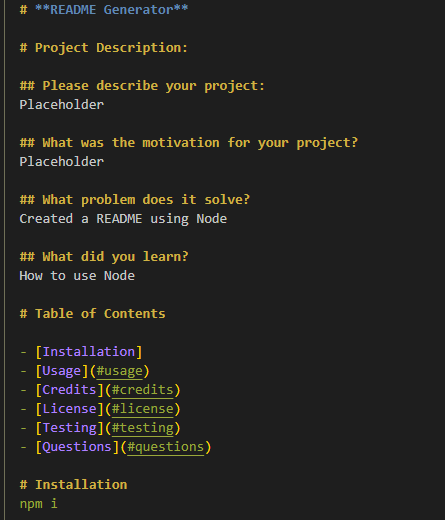 # **README Generator**
# Project Description:
## Please describe your project:
Placeholder
## What was the motivation for your project?
Placeholder
## What problem does it solve?
Created a README using Node
## What did you learn?
How to use Node
# Table of Contents
- [Installation]
- [Usage](#usage)
- [Credits](#credits)
- [License](#license)
- [Testing](#testing)
- [Questions](#questions)
# Installation
npm i